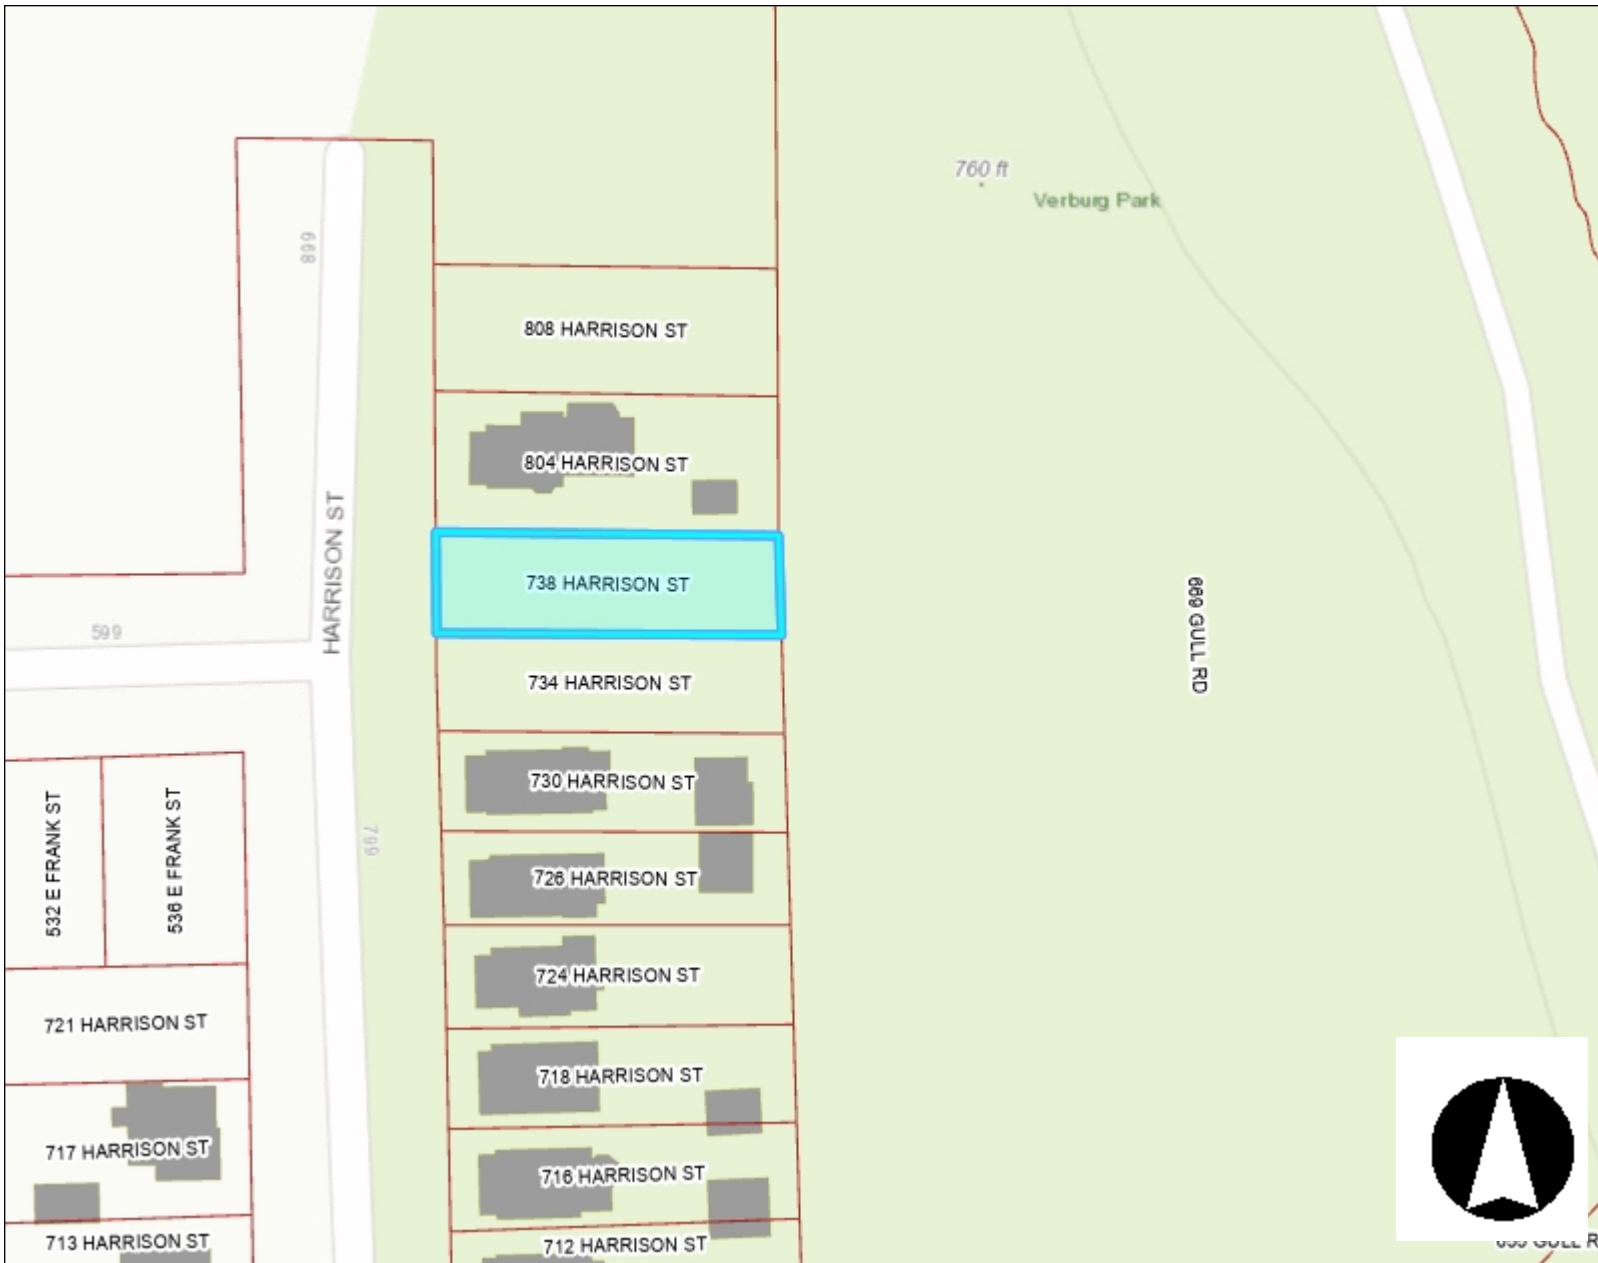 760 ft
Verburg Park
899
808 HARRISON ST
804 HARRISON ST
HARRISON ST
738 HARRISON ST
599
669 GULL RD
734 HARRISON ST
730 HARRISON ST
799
532 E FRANK ST
536 E FRANK ST
726 HARRISON ST
724 HARRISON ST
721 HARRISON ST
718 HARRISON ST
717 HARRISON ST
716 HARRISON ST
713 HARRISON ST
712 HARRISON ST
GULL R